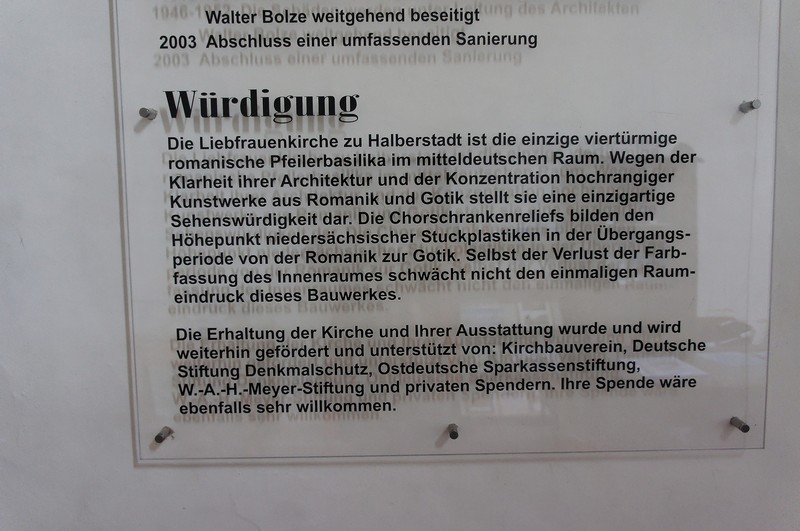 Walter Bolze weitgehend beseitigt
2003 Abschluss einer umfassenden Sanierung
Würdigung
Die Liebfrauenkirche zu Halberstadt ist die einzige viertürmige
romanische Pfeilerbasilika im mitteldeutschen Raum. Wegen der
Klarheit ihrer Architektur und der Konzentration hochrangiger
Kunstwerke aus Romanik und Gotik stellt sie eine einzigartige
Sehenswürdigkeit dar. Die Chorschrankenreliefs bilden den
Höhepunkt niedersächsischer Stuckplastiken in der Übergangs-
periode von der Romanik zur Gotik. Selbst der Verlust der Farb-
fassung des Innenraumes schwächt nicht den einmaligen Raum-
eindruck dieses Bauwerkes.
Die Erhaltung der Kirche und Ihrer Ausstattung wurde und wird
weiterhin gefördert und unterstützt von: Kirchbauverein, Deutsche
Stiftung Denkmalschutz, Ostdeutsche Sparkassenstiftung,
W.-A.-H.-Meyer-Stiftung und privaten Spendern. Ihre Spende wäre
ebenfalls sehr willkommen.